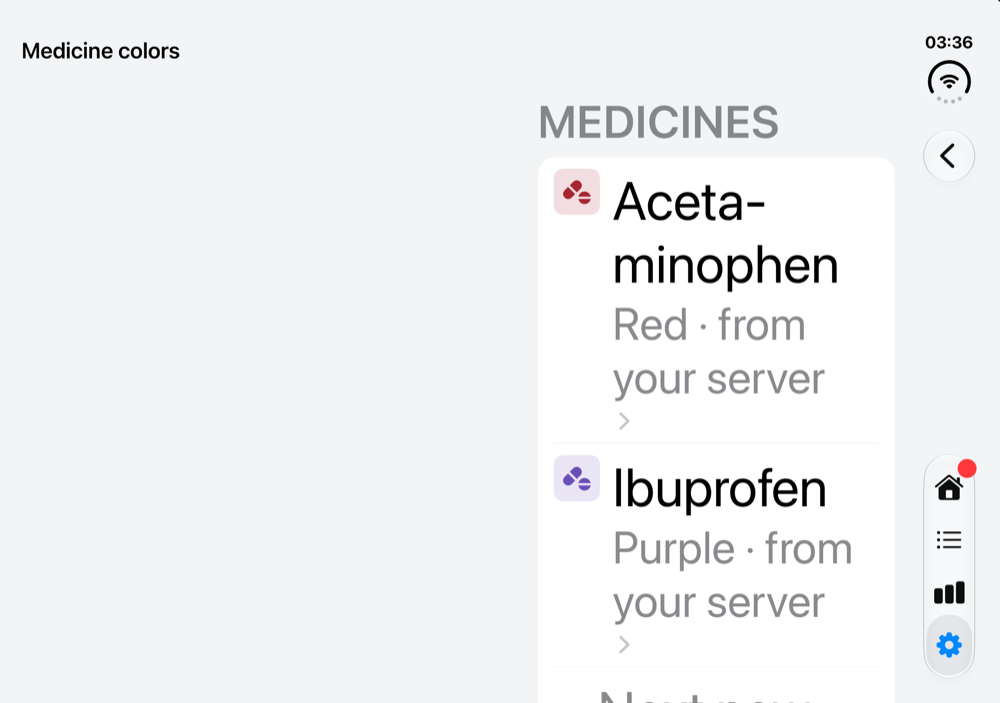 Medicine colors
03:36
MEDICINES
Aceta-
minophen
Red · from
your server
Ibuprofen
Purple · from
your server